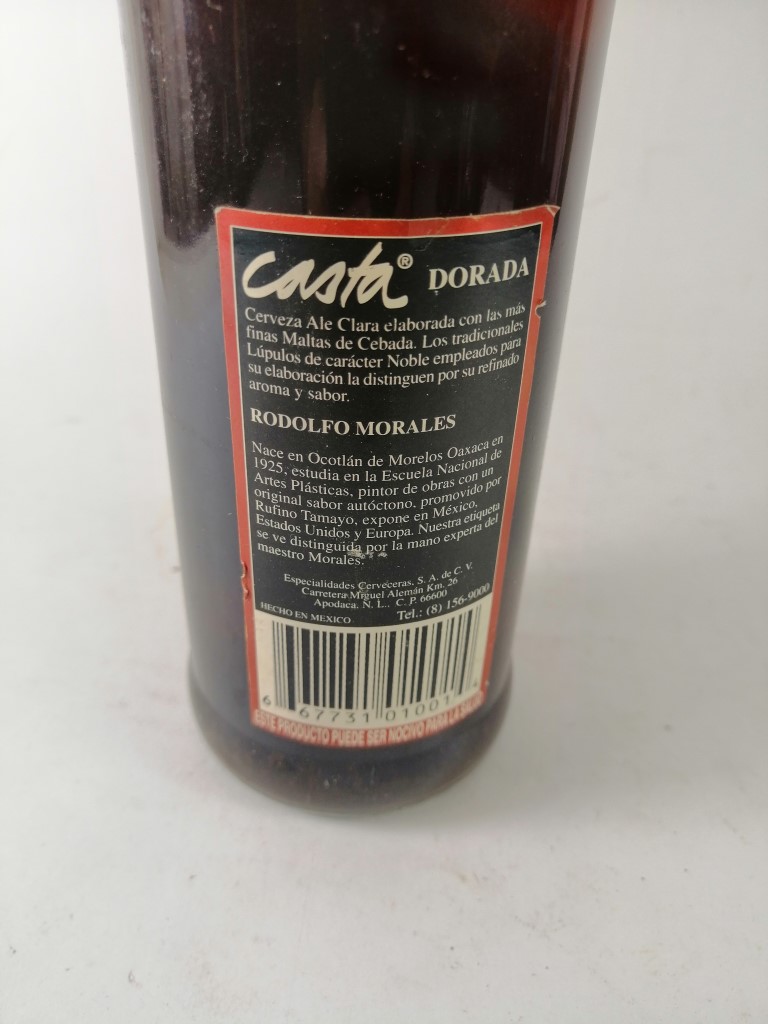 casta® DORADA
Cerveza Ale Clara elaborada con las más
finas Maltas de Cebada. Los tradicionales
Lúpulos de carácter Noble empleados para
su elaboración la distinguen por su refinado
aroma y sabor.
RODOLFO MORALES
Nace en Ocotlán de Morelos Oaxaca en
1925, estudia en la Escuela Nacional de
Artes Plásticas, pintor de obras con un
original sabor autóctono, promovido por
Rufino Tamayo, expone en México,
Estados Unidos y Europa. Nuestra etiqueta
se ve distinguida por la mano experta del
maestro Morales.
Especialidades Cerveceras, S. A. de C. V.
Carretera Miguel Alemán Km. 26
Apodaca, N. L., C. P. 66600
HECHO EN MEXICO Tel.: (8) 156-9000
6 67731 01001 4
ESTE PRODUCTO PUEDE SER NOCIVO PARA LA SALUD